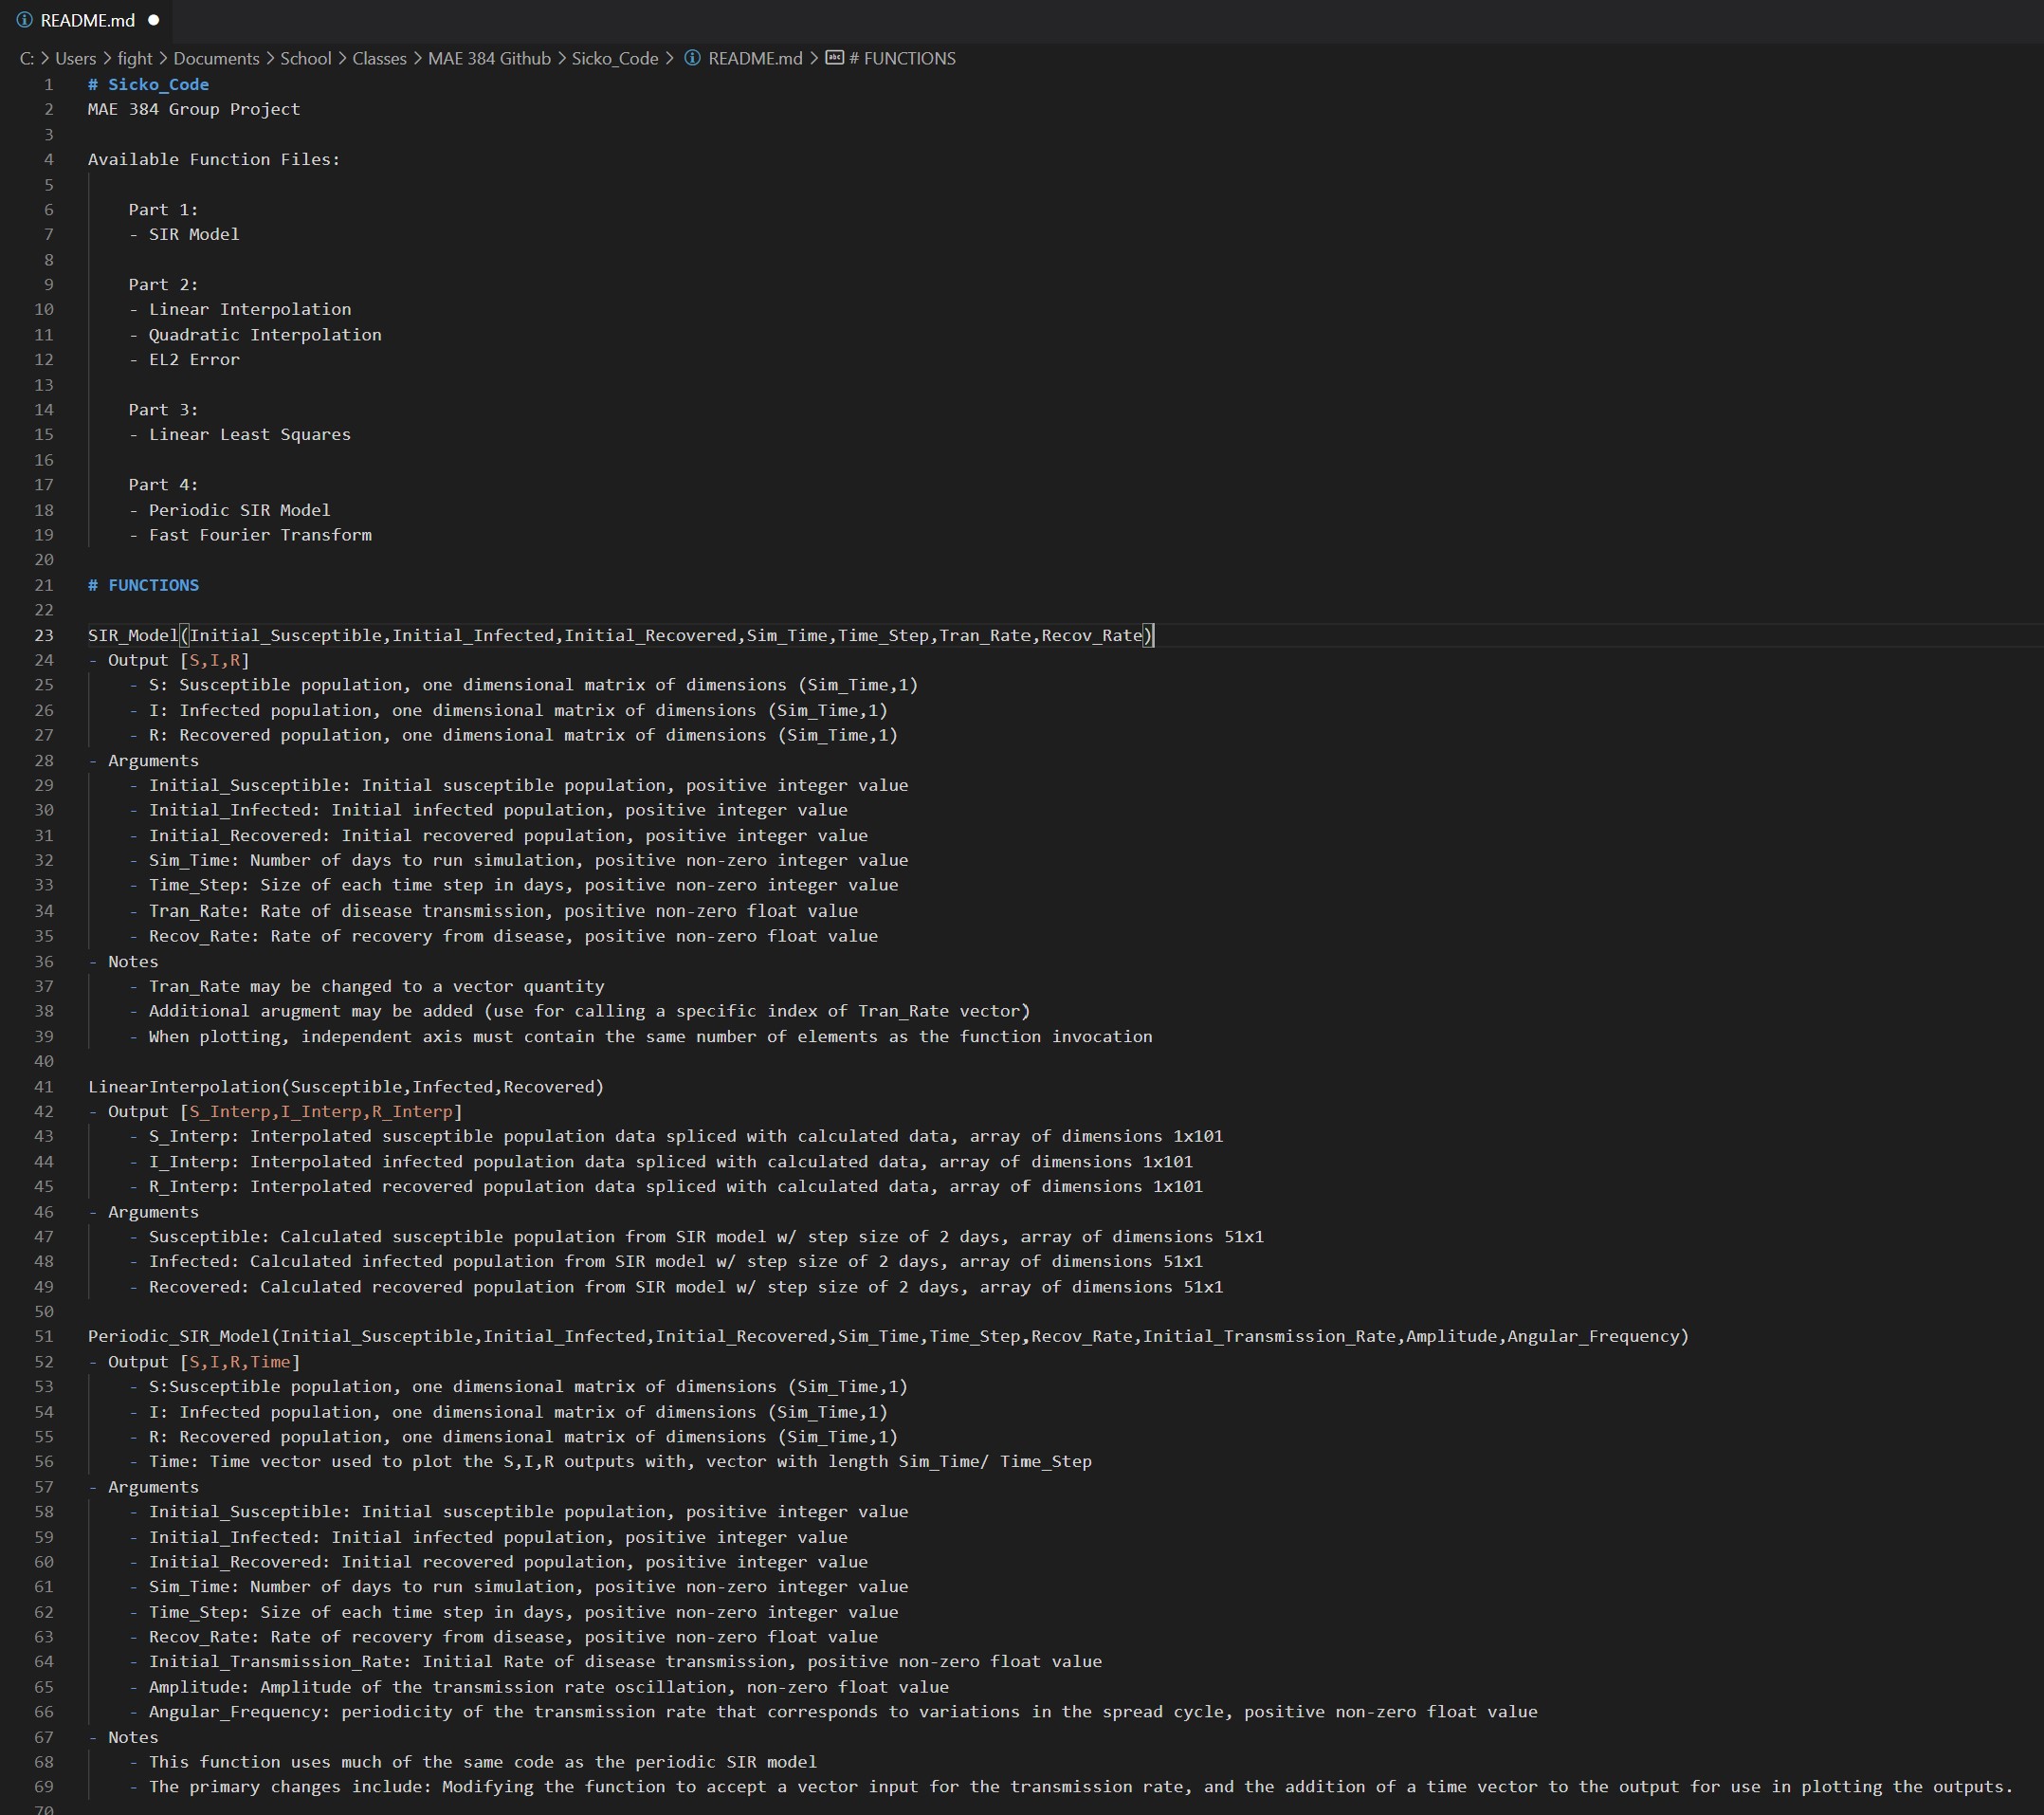 README.md
C: > Users > fight > Documents > School > Classes > MAE 384 Github > Sicko_Code > README.md > # FUNCTIONS
1 # Sicko_Code
2 MAE 384 Group Project
3
4 Available Function Files:
5
6 Part 1:
7 - SIR Model
8
9 Part 2:
10 - Linear Interpolation
11 - Quadratic Interpolation
12 - EL2 Error
13
14 Part 3:
15 - Linear Least Squares
16
17 Part 4:
18 - Periodic SIR Model
19 - Fast Fourier Transform
20
21 # FUNCTIONS
22
23 SIR_Model(Initial_Susceptible,Initial_Infected,Initial_Recovered,Sim_Time,Time_Step,Tran_Rate,Recov_Rate)
24 - Output [S,I,R]
25 - S: Susceptible population, one dimensional matrix of dimensions (Sim_Time,1)
26 - I: Infected population, one dimensional matrix of dimensions (Sim_Time,1)
27 - R: Recovered population, one dimensional matrix of dimensions (Sim_Time,1)
28 - Arguments
29 - Initial_Susceptible: Initial susceptible population, positive integer value
30 - Initial_Infected: Initial infected population, positive integer value
31 - Initial_Recovered: Initial recovered population, positive integer value
32 - Sim_Time: Number of days to run simulation, positive non-zero integer value
33 - Time_Step: Size of each time step in days, positive non-zero integer value
34 - Tran_Rate: Rate of disease transmission, positive non-zero float value
35 - Recov_Rate: Rate of recovery from disease, positive non-zero float value
36 - Notes
37 - Tran_Rate may be changed to a vector quantity
38 - Additional arugment may be added (use for calling a specific index of Tran_Rate vector)
39 - When plotting, independent axis must contain the same number of elements as the function invocation
40
41 LinearInterpolation(Susceptible,Infected,Recovered)
42 - Output [S_Interp,I_Interp,R_Interp]
43 - S_Interp: Interpolated susceptible population data spliced with calculated data, array of dimensions 1x101
44 - I_Interp: Interpolated infected population data spliced with calculated data, array of dimensions 1x101
45 - R_Interp: Interpolated recovered population data spliced with calculated data, array of dimensions 1x101
46 - Arguments
47 - Susceptible: Calculated susceptible population from SIR model w/ step size of 2 days, array of dimensions 51x1
48 - Infected: Calculated infected population from SIR model w/ step size of 2 days, array of dimensions 51x1
49 - Recovered: Calculated recovered population from SIR model w/ step size of 2 days, array of dimensions 51x1
50
51 Periodic_SIR_Model(Initial_Susceptible,Initial_Infected,Initial_Recovered,Sim_Time,Time_Step,Recov_Rate,Initial_Transmission_Rate,Amplitude,Angular_Frequency)
52 - Output [S,I,R,Time]
53 - S:Susceptible population, one dimensional matrix of dimensions (Sim_Time,1)
54 - I: Infected population, one dimensional matrix of dimensions (Sim_Time,1)
55 - R: Recovered population, one dimensional matrix of dimensions (Sim_Time,1)
56 - Time: Time vector used to plot the S,I,R outputs with, vector with length Sim_Time/ Time_Step
57 - Arguments
58 - Initial_Susceptible: Initial susceptible population, positive integer value
59 - Initial_Infected: Initial infected population, positive integer value
60 - Initial_Recovered: Initial recovered population, positive integer value
61 - Sim_Time: Number of days to run simulation, positive non-zero integer value
62 - Time_Step: Size of each time step in days, positive non-zero integer value
63 - Recov_Rate: Rate of recovery from disease, positive non-zero float value
64 - Initial_Transmission_Rate: Initial Rate of disease transmission, positive non-zero float value
65 - Amplitude: Amplitude of the transmission rate oscillation, non-zero float value
66 - Angular_Frequency: periodicity of the transmission rate that corresponds to variations in the spread cycle, positive non-zero float value
67 - Notes
68 - This function uses much of the same code as the periodic SIR model
69 - The primary changes include: Modifying the function to accept a vector input for the transmission rate, and the addition of a time vector to the output for use in plotting the outputs.
70